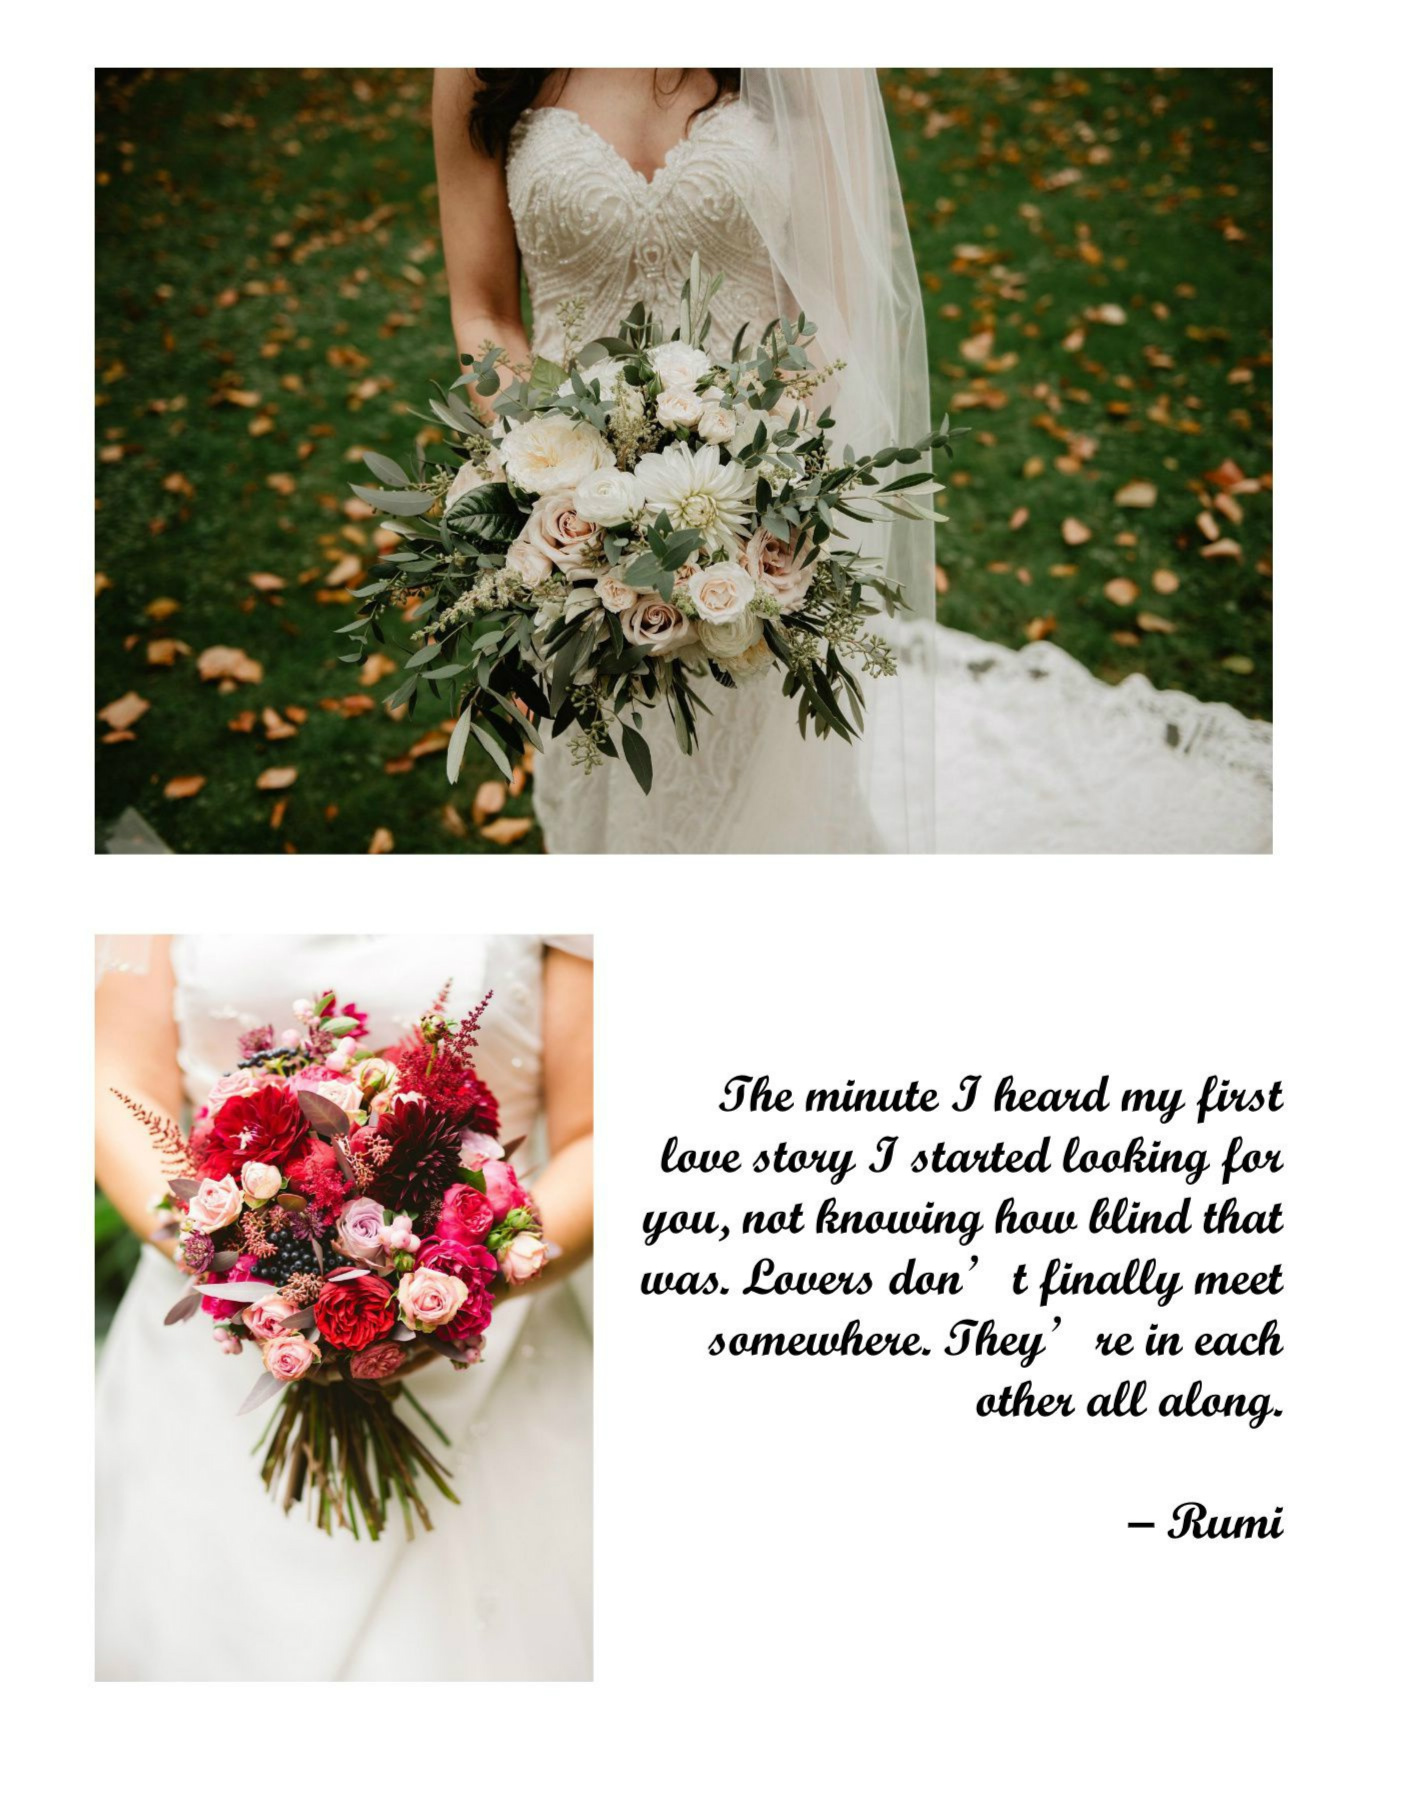 The minute I heard my first
love story I started looking for
you, not knowing how blind that
was. Lovers don’ t finally meet
somewhere. They’ re in each
other all along.
– Rumi